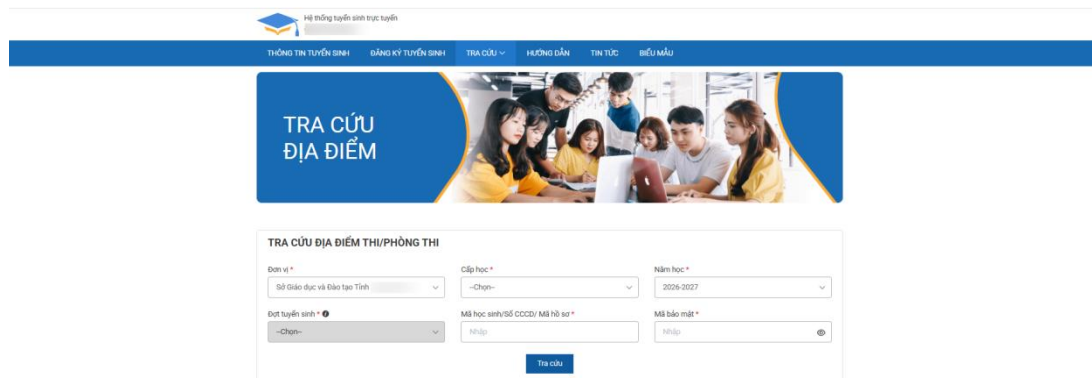 Hệ thống tuyển sinh trực tuyến
THÔNG TIN TUYỂN SINH ĐĂNG KÝ TUYỂN SINH TRA CỨU HƯỚNG DẪN TIN TỨC BIỂU MẪU
TRA CỨU
ĐỊA ĐIỂM
TRA CỨU ĐỊA ĐIỂM THI/PHÒNG THI
Đơn vị * Cấp học * Năm học *
Sở Giáo dục và Đào tạo Tỉnh --Chọn-- 2026-2027
Đợt tuyển sinh * Mã học sinh/Số CCCD/ Mã hồ sơ * Mã bảo mật *
--Chọn-- Nhập Nhập
Tra cứu